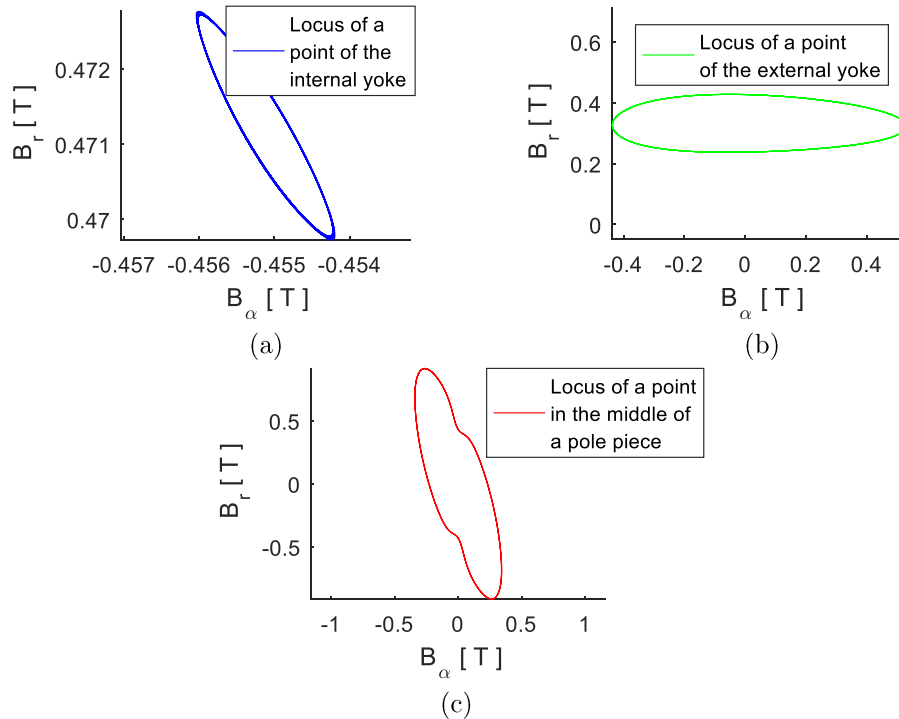 Locus of a
point of the
internal yoke
0.472
0.471
0.47
B_r [ T ]
-0.457 -0.456 -0.455 -0.454
B_α [ T ]
(a)
Locus of a point
of the external yoke
0.6
0.4
0.2
0
B_r [ T ]
-0.4 -0.2 0 0.2 0.4
B_α [ T ]
(b)
Locus of a point
in the middle of
a pole piece
0.5
0
-0.5
B_r [ T ]
-1 -0.5 0 0.5 1
B_α [ T ]
(c)